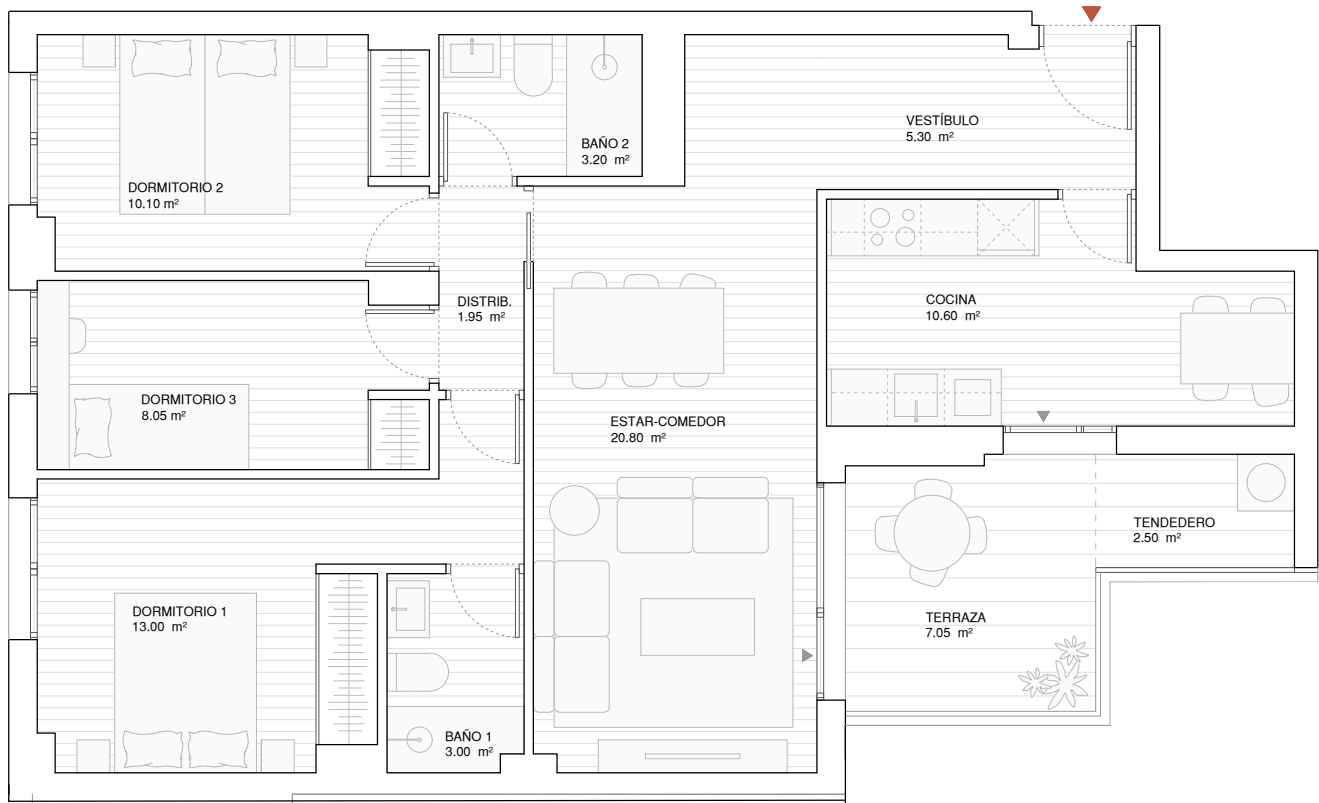 VESTÍBULO
5.30 m²
BAÑO 2
3.20 m²
DORMITORIO 2
10.10 m²
DISTRIB.
1.95 m²
COCINA
10.60 m²
DORMITORIO 3
8.05 m²
ESTAR-COMEDOR
20.80 m²
TENDEDERO
2.50 m²
DORMITORIO 1
13.00 m²
TERRAZA
7.05 m²
BAÑO 1
3.00 m²